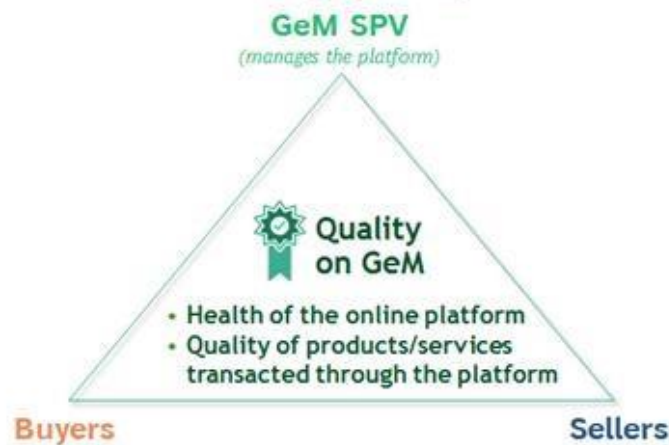 GeM SPV
(manages the platform)
Quality
on GeM
• Health of the online platform
• Quality of products/services
transacted through the platform
Buyers
Sellers